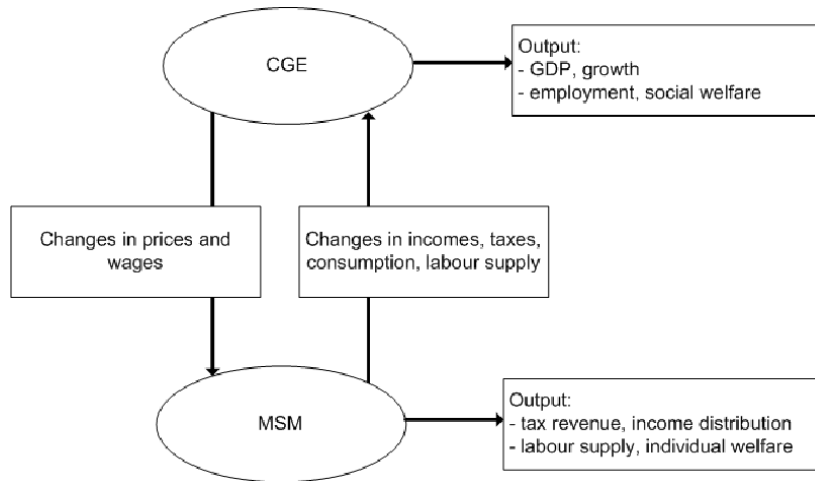 CGE
Output:
- GDP, growth
- employment, social welfare
Changes in prices and
wages
Changes in incomes, taxes,
consumption, labour supply
MSM
Output:
- tax revenue, income distribution
- labour supply, individual welfare